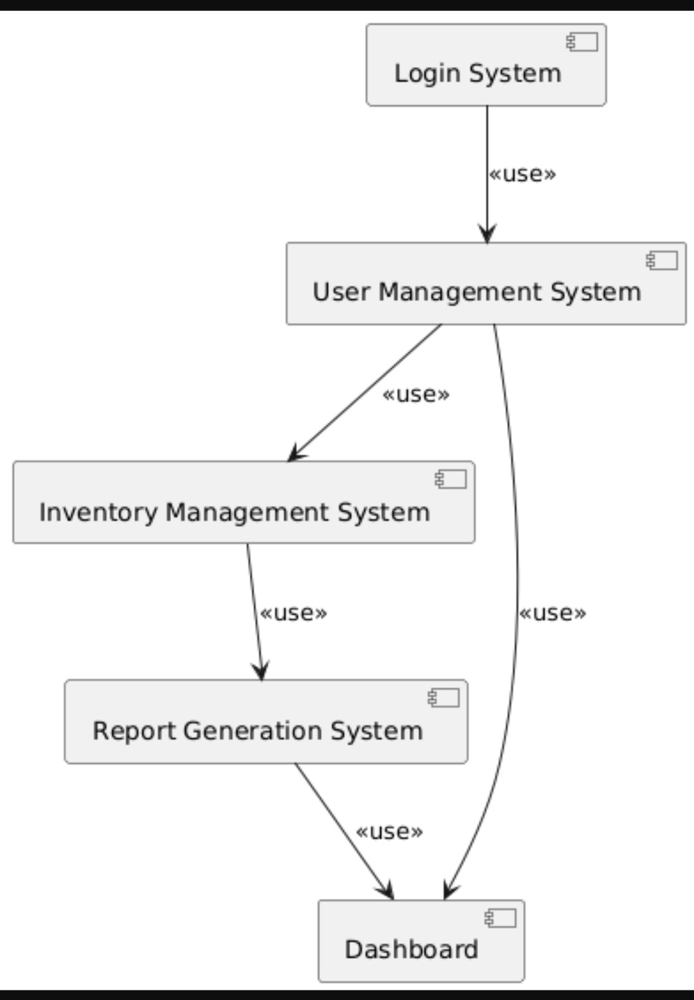 Login System
«use»
User Management System
«use»
Inventory Management System
«use»
«use»
Report Generation System
«use»
Dashboard